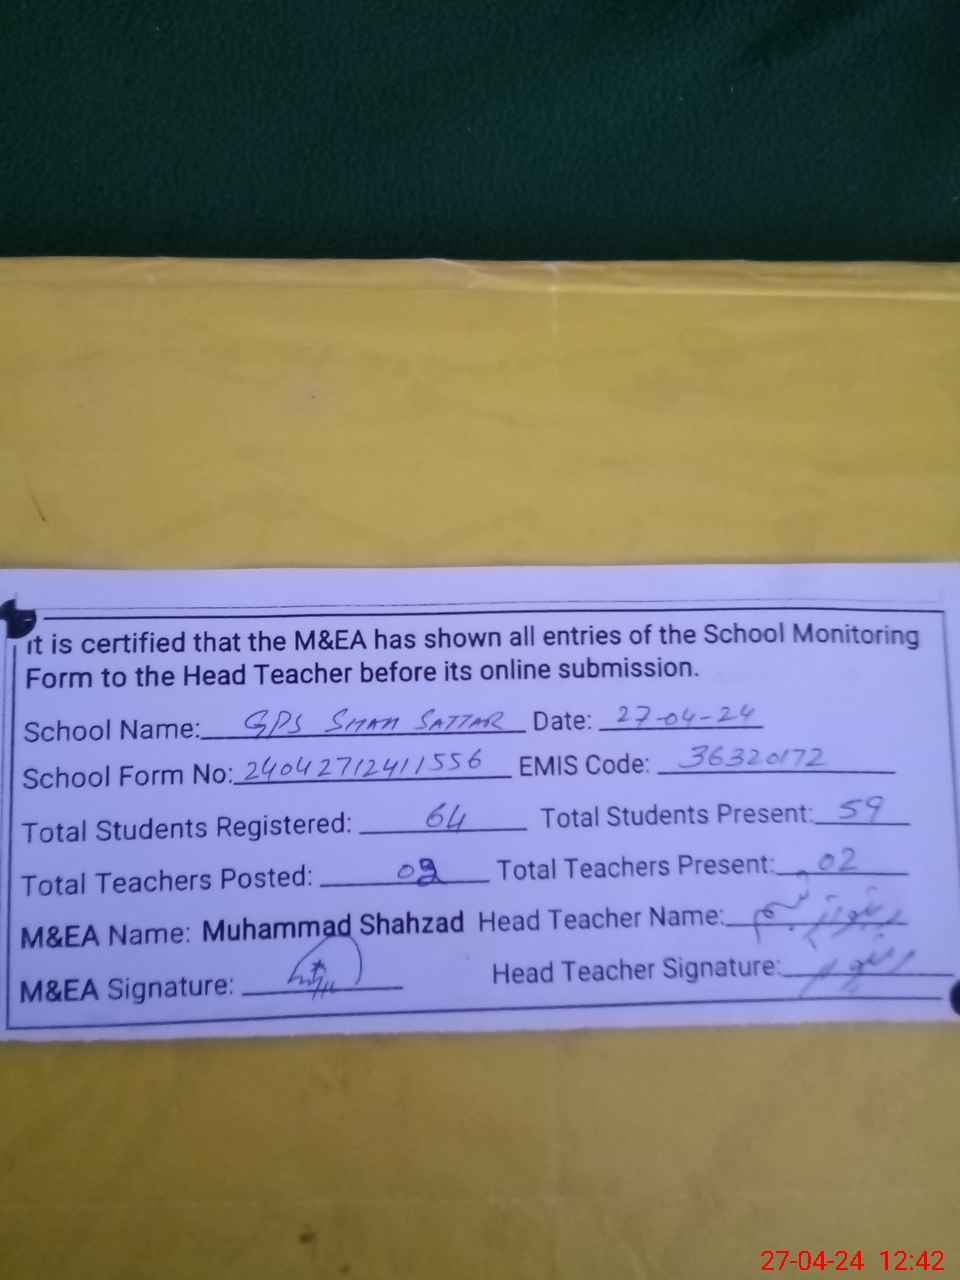 It is certified that the M&EA has shown all entries of the School Monitoring
Form to the Head Teacher before its online submission.
School Name: GPS SHAH SATTAR Date: 27-04-24
School Form No: 24042712411556 EMIS Code: 36320172
Total Students Registered: 64 Total Students Present: 59
Total Teachers Posted: Total Teachers Present: 02
M&EA Name: Muhammad Shahzad Head Teacher Name:
M&EA Signature: Head Teacher Signature:
27-04-24 12:42